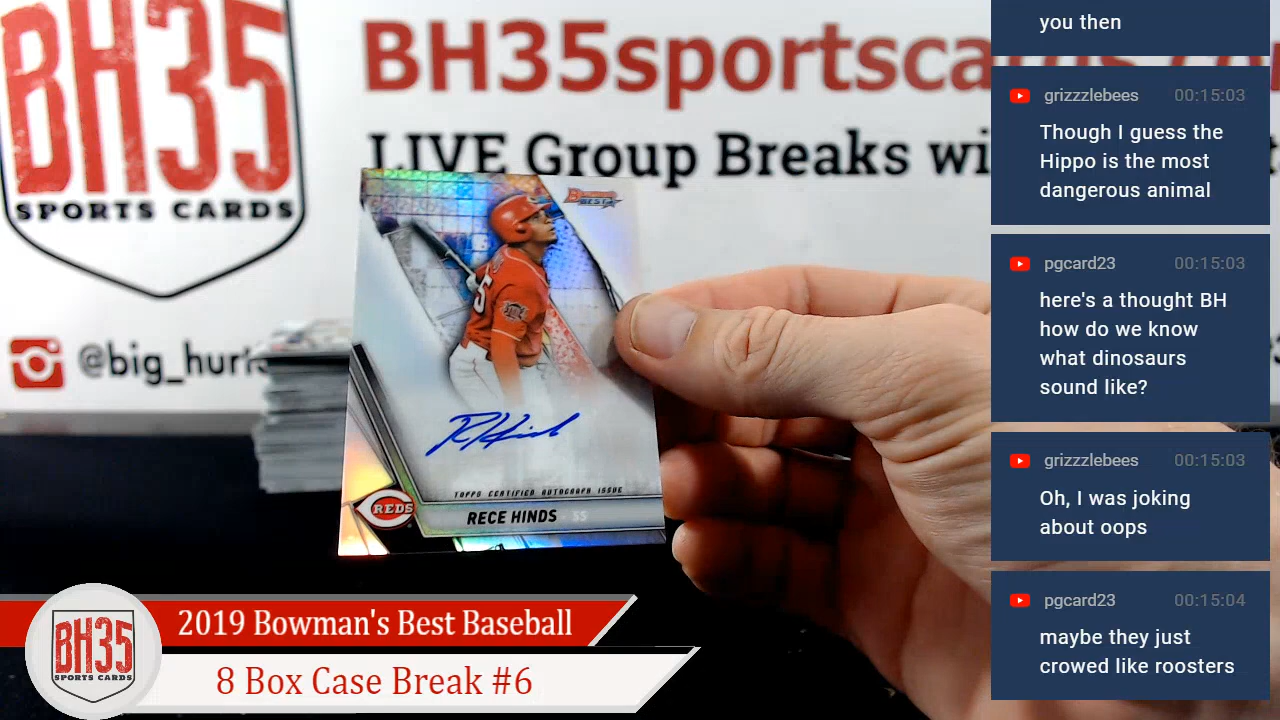 BH35
SPORTS CARDS
BH35sportsca
LIVE Group Breaks wi
@big_hur
BOWMAN'S
BEST
TOPPS CERTIFIED AUTOGRAPH ISSUE
REDS
RECE HINDS SS
BH35
SPORTS CARDS
2019 Bowman's Best Baseball
8 Box Case Break #6
you then
grizzzlebees 00:15:03
Though I guess the
Hippo is the most
dangerous animal
pgcard23 00:15:03
here's a thought BH
how do we know
what dinosaurs
sound like?
grizzzlebees 00:15:03
Oh, I was joking
about oops
pgcard23 00:15:04
maybe they just
crowed like roosters